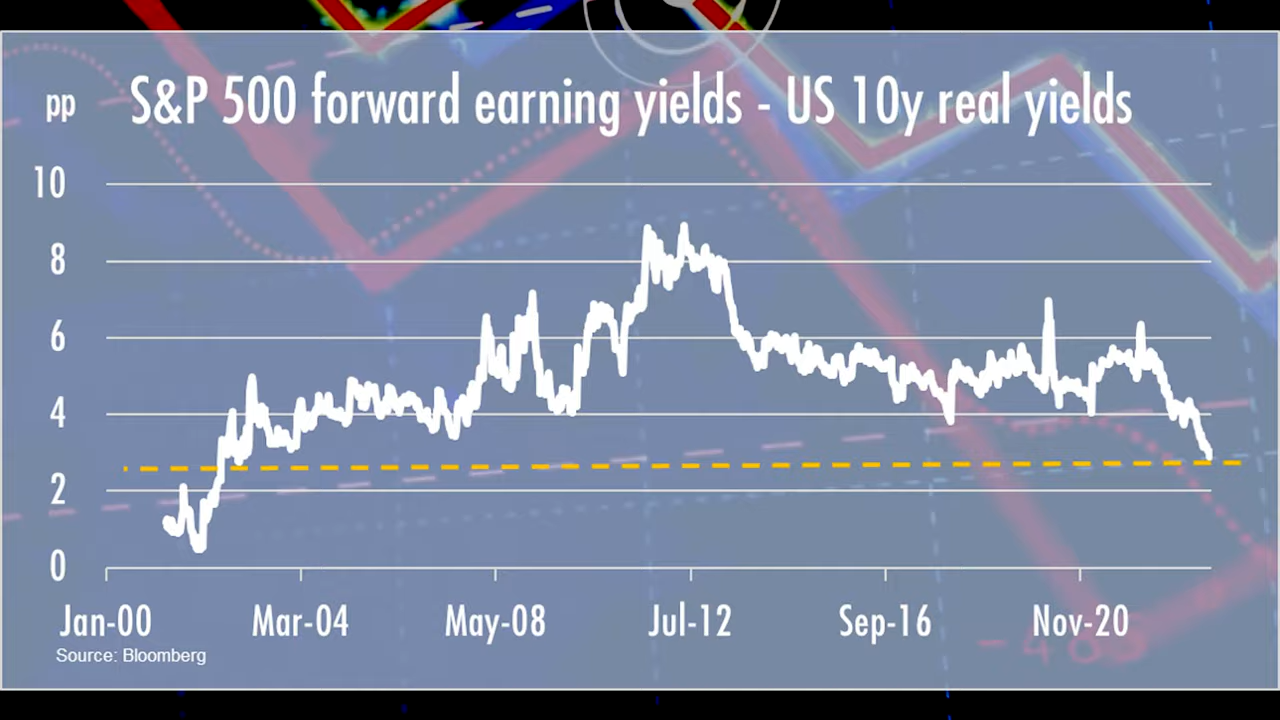 pp
S&P 500 forward earning yields - US 10y real yields
10
8
6
4
2
0
Jan-00 Mar-04 May-08 Jul-12 Sep-16 Nov-20
Source: Bloomberg